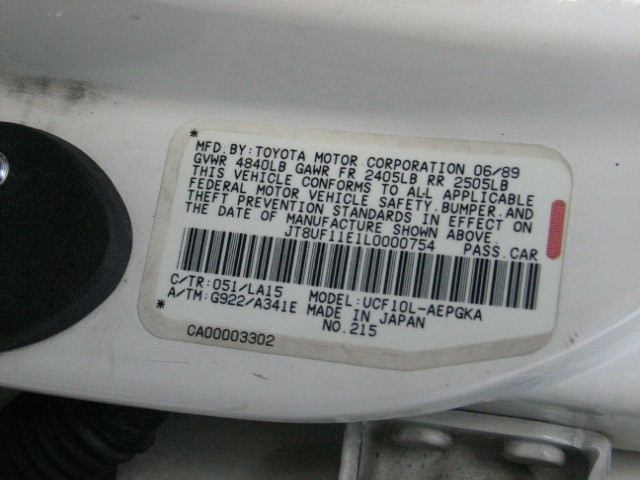 MFD.BY:TOYOTA MOTOR CORPORATION 06/89
GVWR 4840LB GAWR FR 2405LB RR 2505LB
THIS VEHICLE CONFORMS TO ALL APPLICABLE
FEDERAL MOTOR VEHICLE SAFETY,BUMPER,AND
THEFT PREVENTION STANDARDS IN EFFECT ON
THE DATE OF MANUFACTURE SHOWN ABOVE.
JT8UF11E1L0000754 PASS.CAR
C/TR:051/LA15 MODEL:UCF10L-AEPGKA
A/TM:G922/A341E MADE IN JAPAN
NO.215
CA00003302